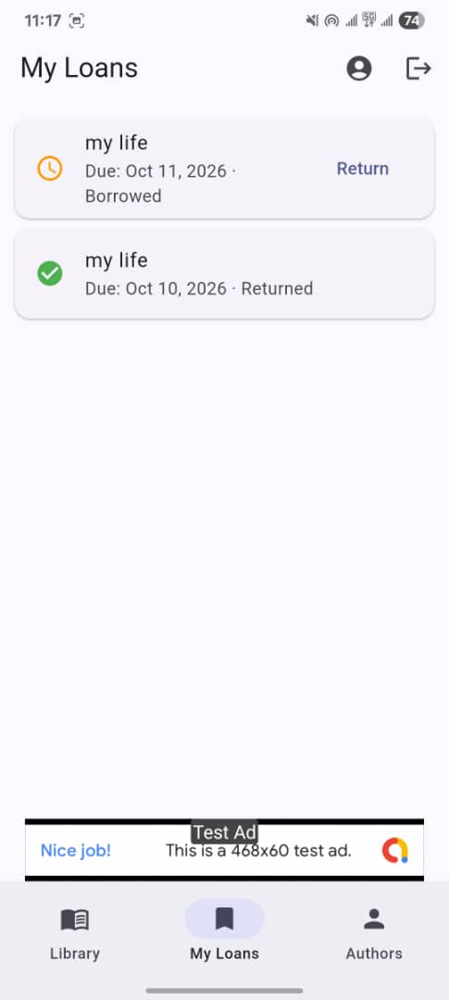 11:17
5G
74
My Loans
my life
Due: Oct 11, 2026 ·
Borrowed
Return
my life
Due: Oct 10, 2026 · Returned
Test Ad
Nice job!
This is a 468x60 test ad.
Library
My Loans
Authors